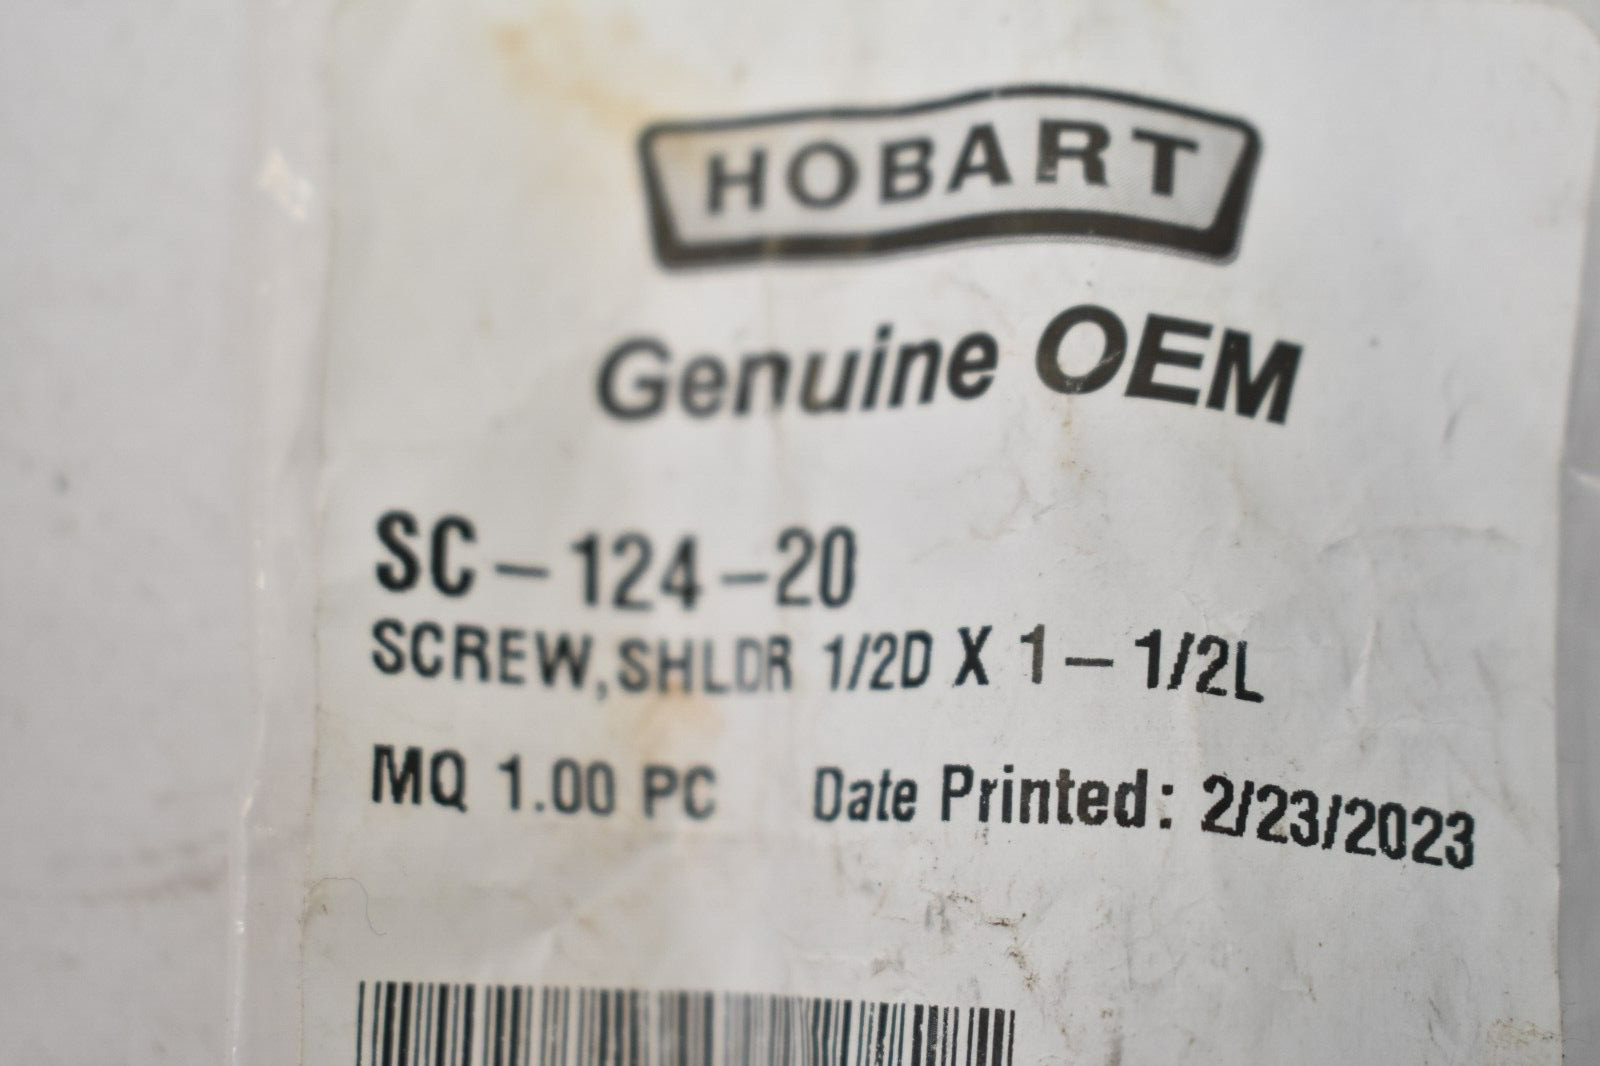 HOBART
Genuine OEM
SC-124-20
SCREW,SHLDR 1/2D X 1-1/2L
MQ 1.00 PC Date Printed: 2/23/2023